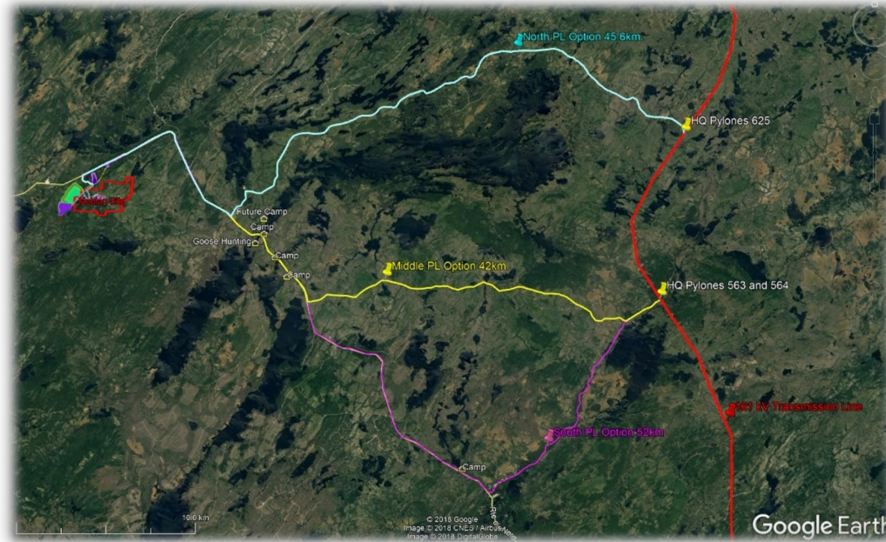 North PL Option 45.6km
HQ Pylones 625
Future Camp
Camp
Goose Hunting
Camp
Camp
Middle PL Option 42km
HQ Pylones 563 and 564
Transmission Line
South PL Option 52km
Camp
10.0 km
© 2018 Google
Image © 2018 CNES / Airbus
Image © 2018 DigitalGlobe
Google Earth